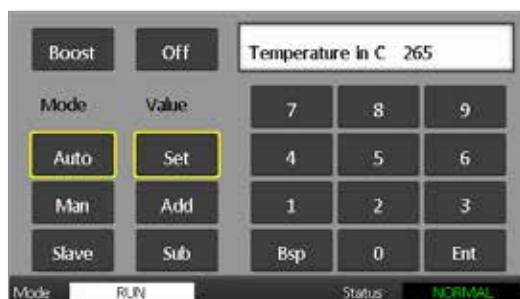 Boost Off Temperature in C 265
Mode Value 7 8 9
Auto Set 4 5 6
Man Add 1 2 3
Slave Sub Bsp 0 Ent
Mode RUN Status NORMAL